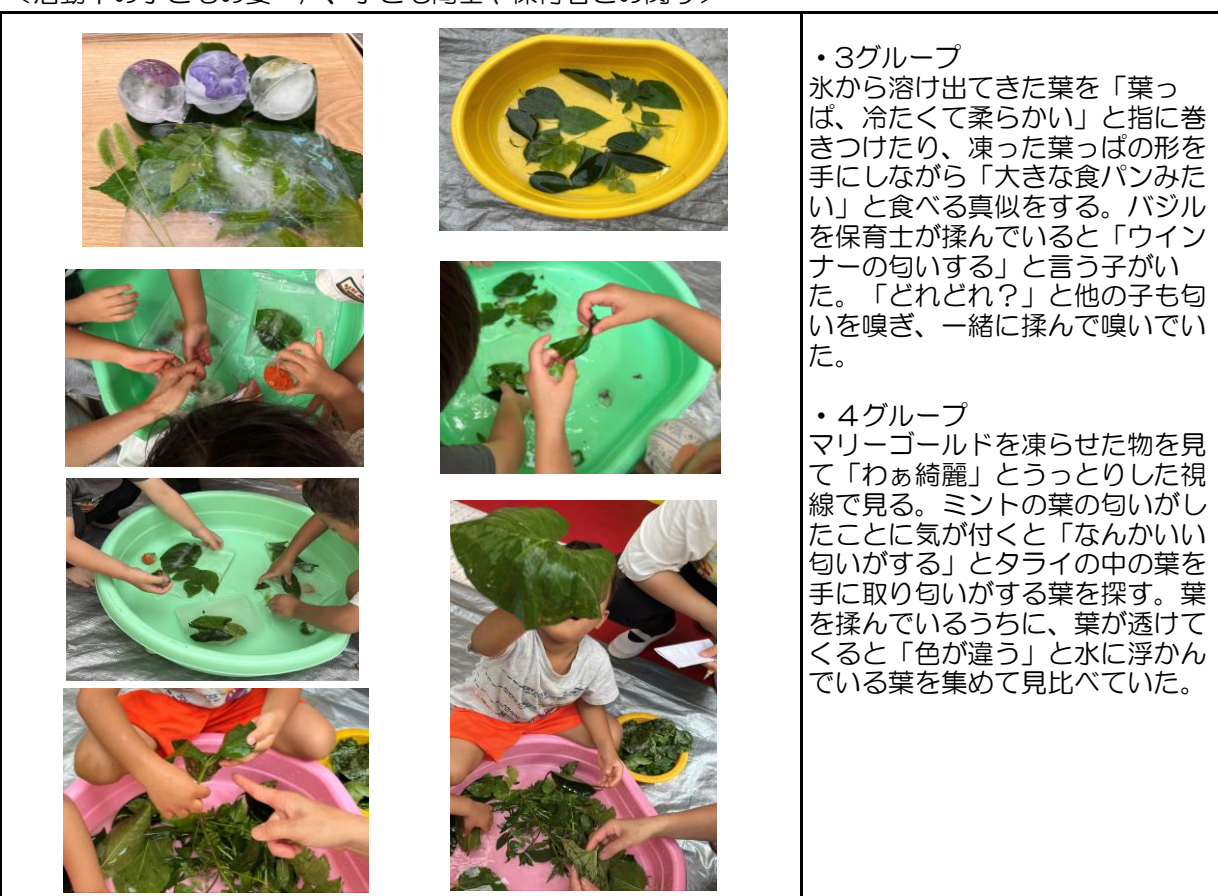 ・3グループ
氷から溶け出てきた葉を「葉っ
ぱ、冷たくて柔らかい」と指に巻
きつけたり、凍った葉っぱの形を
手にしながら「大きな食パンみた
い」と食べる真似をする。バジル
を保育士が揉んでいると「ウイン
ナーの匂いする」と言う子がい
た。「どれどれ？」と他の子も匂
いを嗅ぎ、一緒に揉んで嗅いでい
た。
・４グループ
マリーゴールドを凍らせた物を見
て「わぁ綺麗」とうっとりした視
線で見る。ミントの葉の匂いがし
たことに気が付くと「なんかいい
匂いがする」とタライの中の葉を
手に取り匂いがする葉を探す。葉
を揉んでいるうちに、葉が透けて
くると「色が違う」と水に浮かん
でいる葉を集めて見比べていた。